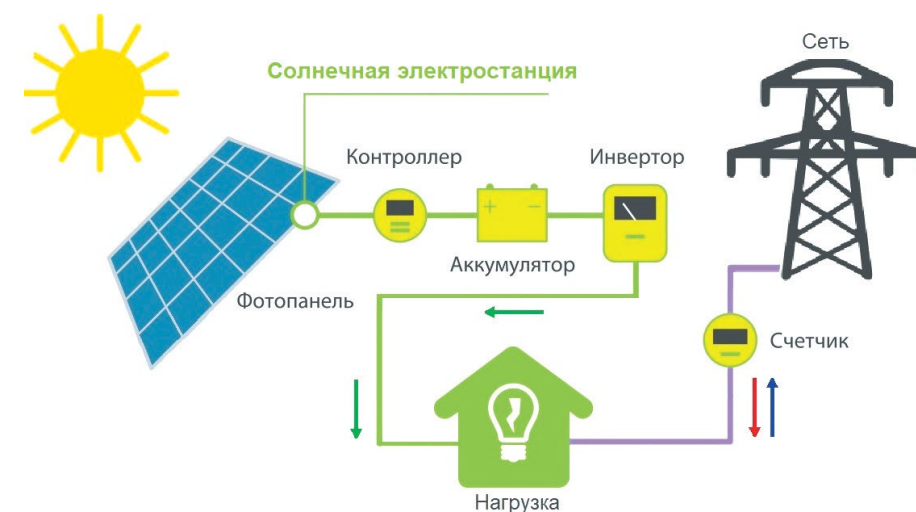 Сеть
Солнечная электростанция
Контроллер
Инвертор
+ −
Аккумулятор
Фотопанель
Счетчик
Нагрузка